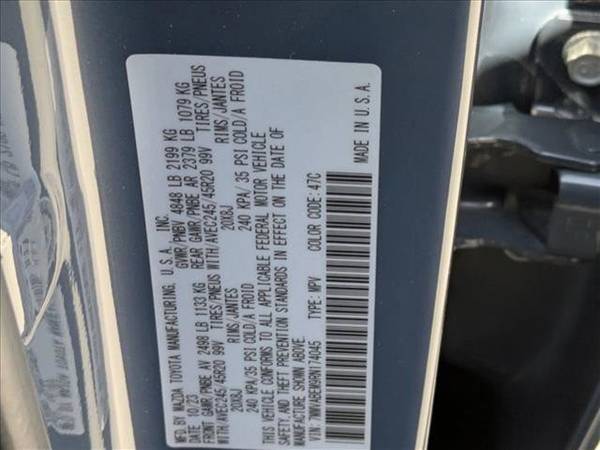 MFD BY MAZDA TOYOTA MANUFACTURING, U.S.A., INC.
10/23 GVWR/PNBV 4848 LB 2199 KG
FRONT GAWR/PNBE AV 2498 LB 1133 KG REAR GAWR/PNBE AR 2379 LB 1079 KG
WITH/AVEC245/45R20 99V TIRES/PNEUS WITH/AVEC245/45R20 99V TIRES/PNEUS
20X8J RIMS/JANTES 20X8J RIMS/JANTES
240 KPA/35 PSI COLD/A FROID 240 KPA/35 PSI COLD/A FROID
THIS VEHICLE CONFORMS TO ALL APPLICABLE FEDERAL MOTOR VEHICLE
SAFETY AND THEFT PREVENTION STANDARDS IN EFFECT ON THE DATE OF
MANUFACTURE SHOWN ABOVE.
7MMVABEM9RN174045 TYPE: MPV COLOR CODE: 47C
MADE IN U.S.A.